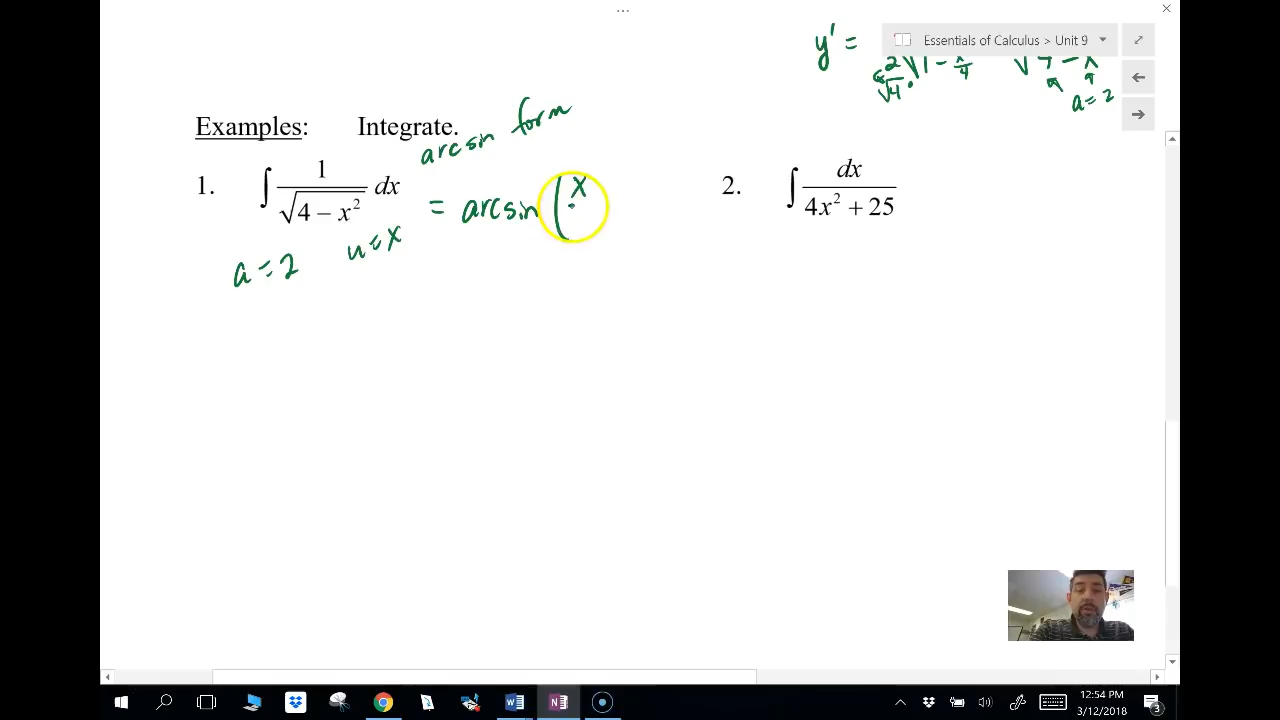 Essentials of Calculus > Unit 9
y' =
a = 2
Examples: Integrate.
arcsin form
1. ∫ 1/√(4 − x²) dx = arcsin ( x
a = 2 u = x
2. ∫ dx/(4x² + 25)
12:54 PM
3/12/2018
3